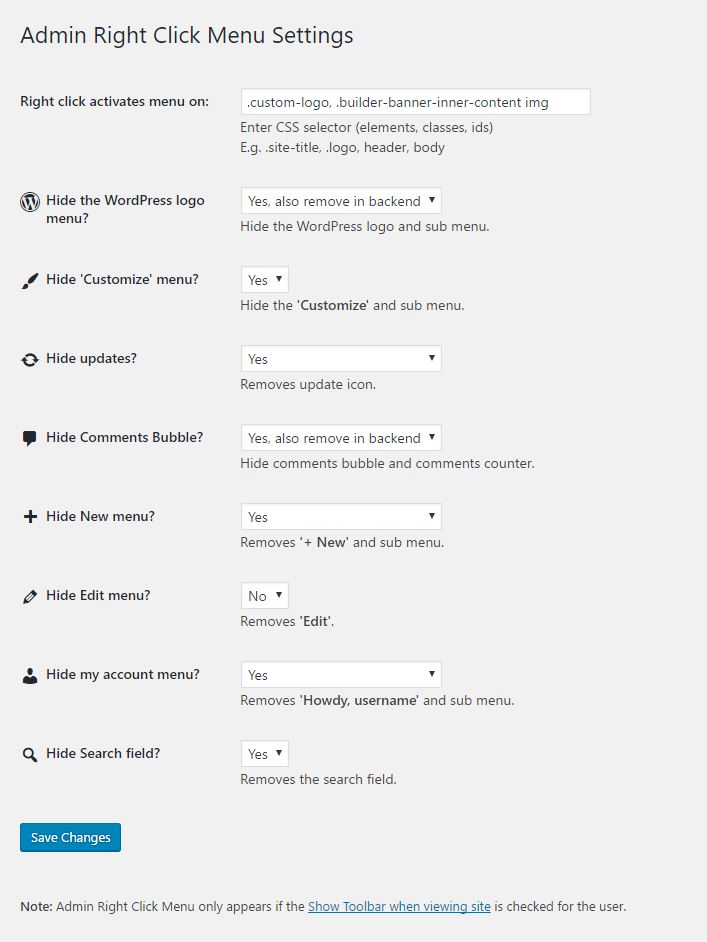 Admin Right Click Menu Settings
Right click activates menu on:
.custom-logo, .builder-banner-inner-content img
Enter CSS selector (elements, classes, ids)
E.g. .site-title, .logo, header, body
Hide the WordPress logo
menu?
Yes, also remove in backend
Hide the WordPress logo and sub menu.
Hide 'Customize' menu?
Yes
Hide the 'Customize' and sub menu.
Hide updates?
Yes
Removes update icon.
Hide Comments Bubble?
Yes, also remove in backend
Hide comments bubble and comments counter.
Hide New menu?
Yes
Removes '+ New' and sub menu.
Hide Edit menu?
No
Removes 'Edit'.
Hide my account menu?
Yes
Removes 'Howdy, username' and sub menu.
Hide Search field?
Yes
Removes the search field.
Save Changes
Note: Admin Right Click Menu only appears if the Show Toolbar when viewing site is checked for the user.